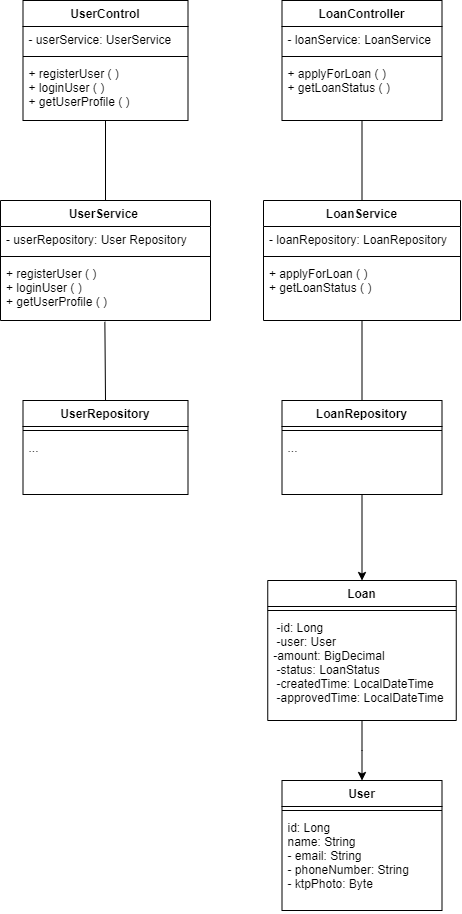 UserControl
- userService: UserService
+ registerUser ( )
+ loginUser ( )
+ getUserProfile ( )
LoanController
- loanService: LoanService
+ applyForLoan ( )
+ getLoanStatus ( )
UserService
- userRepository: User Repository
+ registerUser ( )
+ loginUser ( )
+ getUserProfile ( )
LoanService
- loanRepository: LoanRepository
+ applyForLoan ( )
+ getLoanStatus ( )
UserRepository
...
LoanRepository
...
Loan
-id: Long
-user: User
-amount: BigDecimal
-status: LoanStatus
-createdTime: LocalDateTime
-approvedTime: LocalDateTime
User
id: Long
name: String
- email: String
- phoneNumber: String
- ktpPhoto: Byte